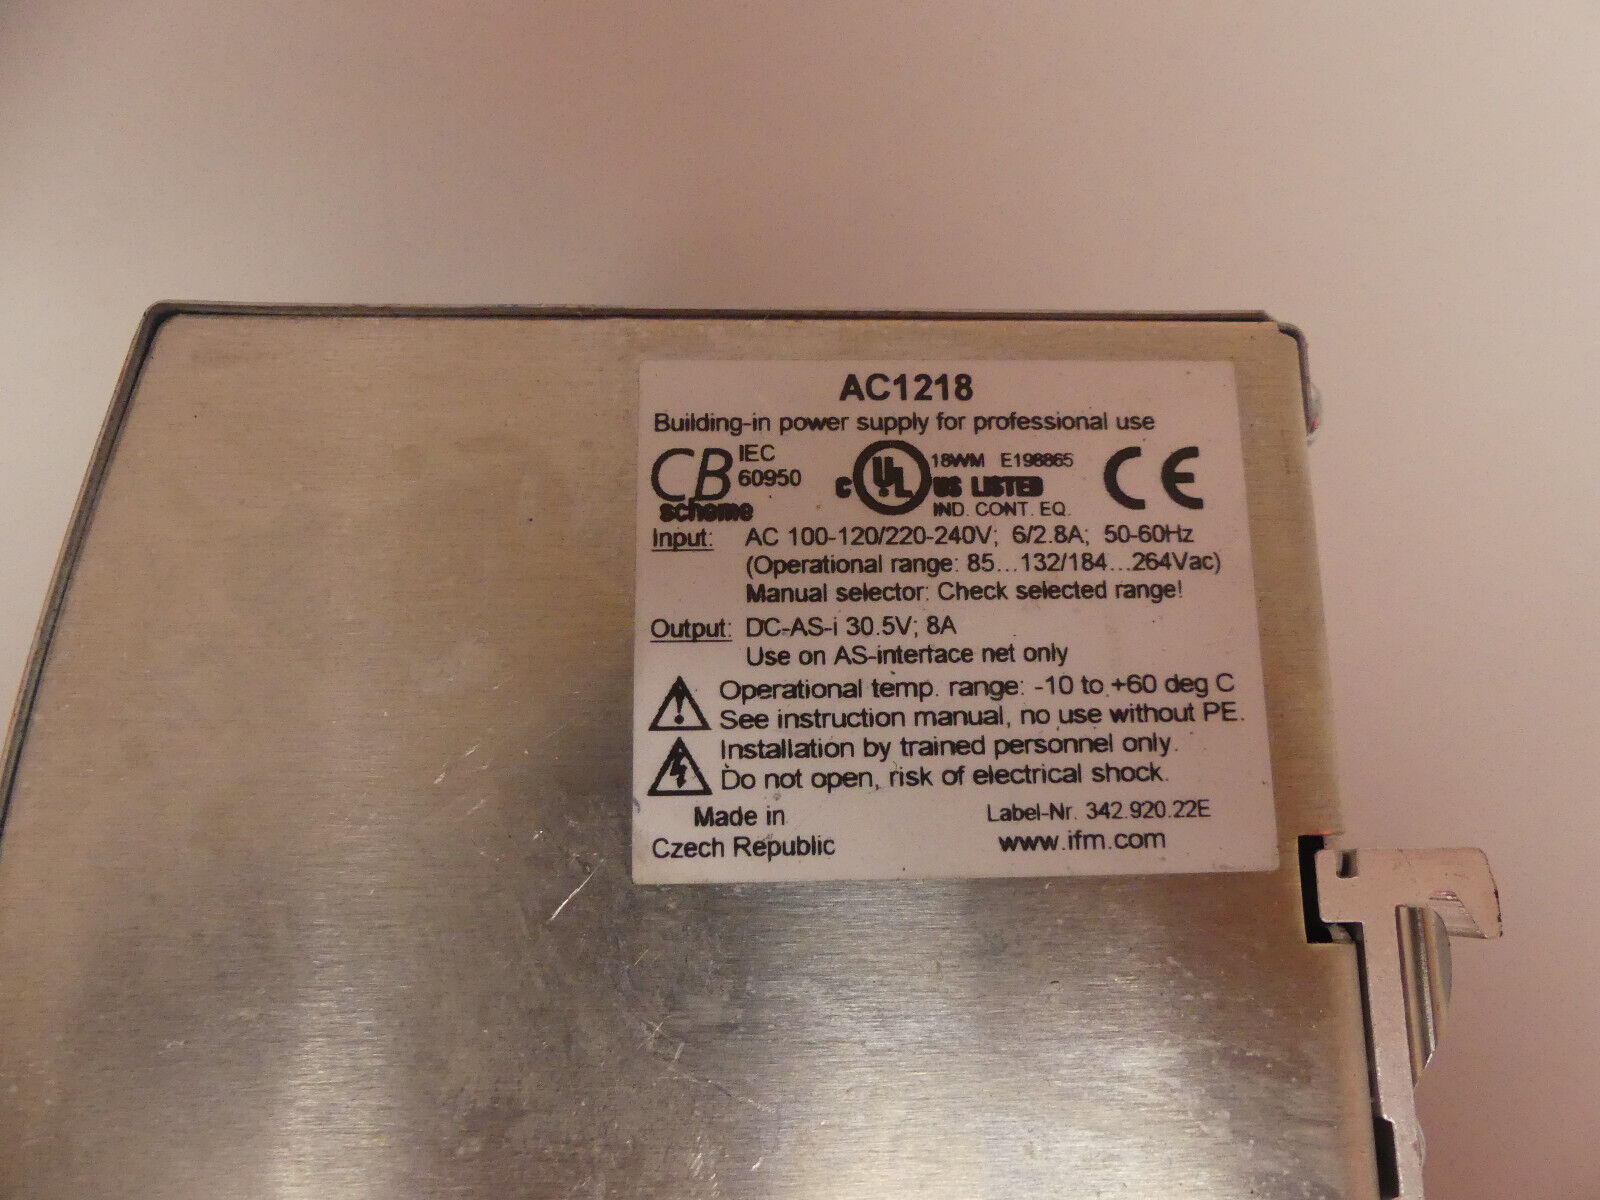 AC1218
Building-in power supply for professional use
CB scheme IEC 60950
C UL US LISTED 18WM E198865 IND. CONT. EQ. CE
Input: AC 100-120/220-240V; 6/2.8A; 50-60Hz
(Operational range: 85...132/184...264Vac)
Manual selector: Check selected range!
Output: DC-AS-i 30.5V; 8A
Use on AS-interface net only
Operational temp. range: -10 to +60 deg C
See instruction manual, no use without PE.
Installation by trained personnel only.
Do not open, risk of electrical shock.
Made in
Czech Republic
Label-Nr. 342.920.22E
www.ifm.com